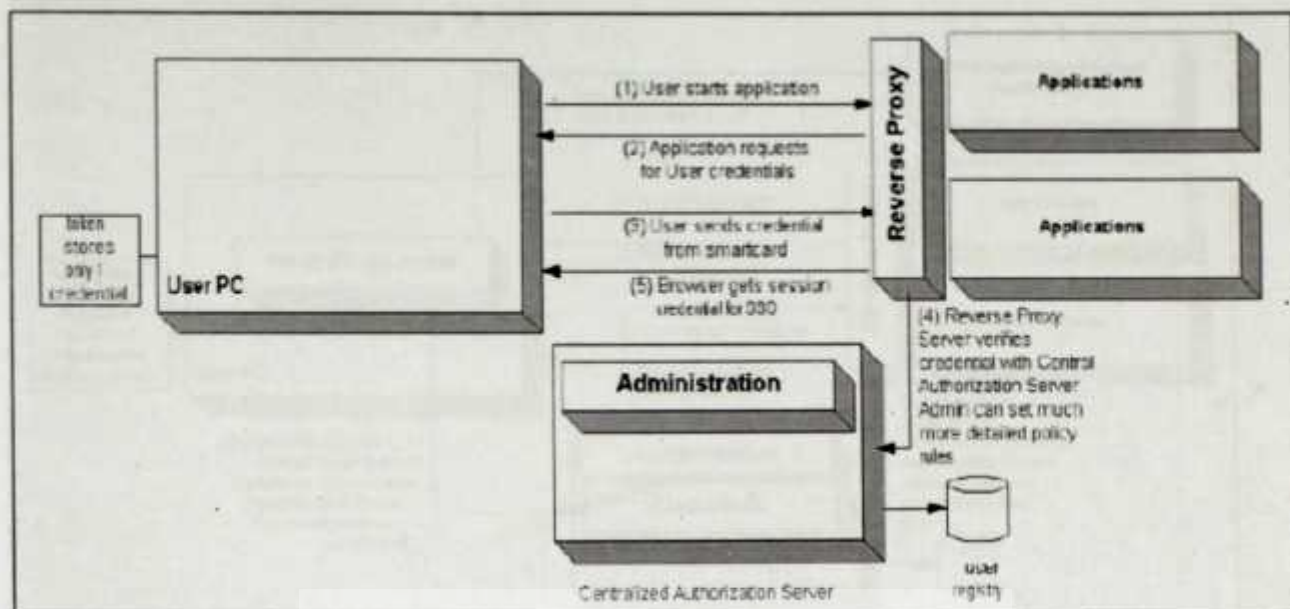 (1) User starts application
(2) Application requests
for User credentials
(3) User sends credential
from smartcard
(5) Browser gets session
credential for SSO
Reverse Proxy
Applications
Applications
token
stores
only 1
credential
User PC
(4) Reverse Proxy
Server verifies
credential with Central
Authorization Server
Admin can set much
more detailed policy
rules
Administration
Centralized Authorization Server
user
registry